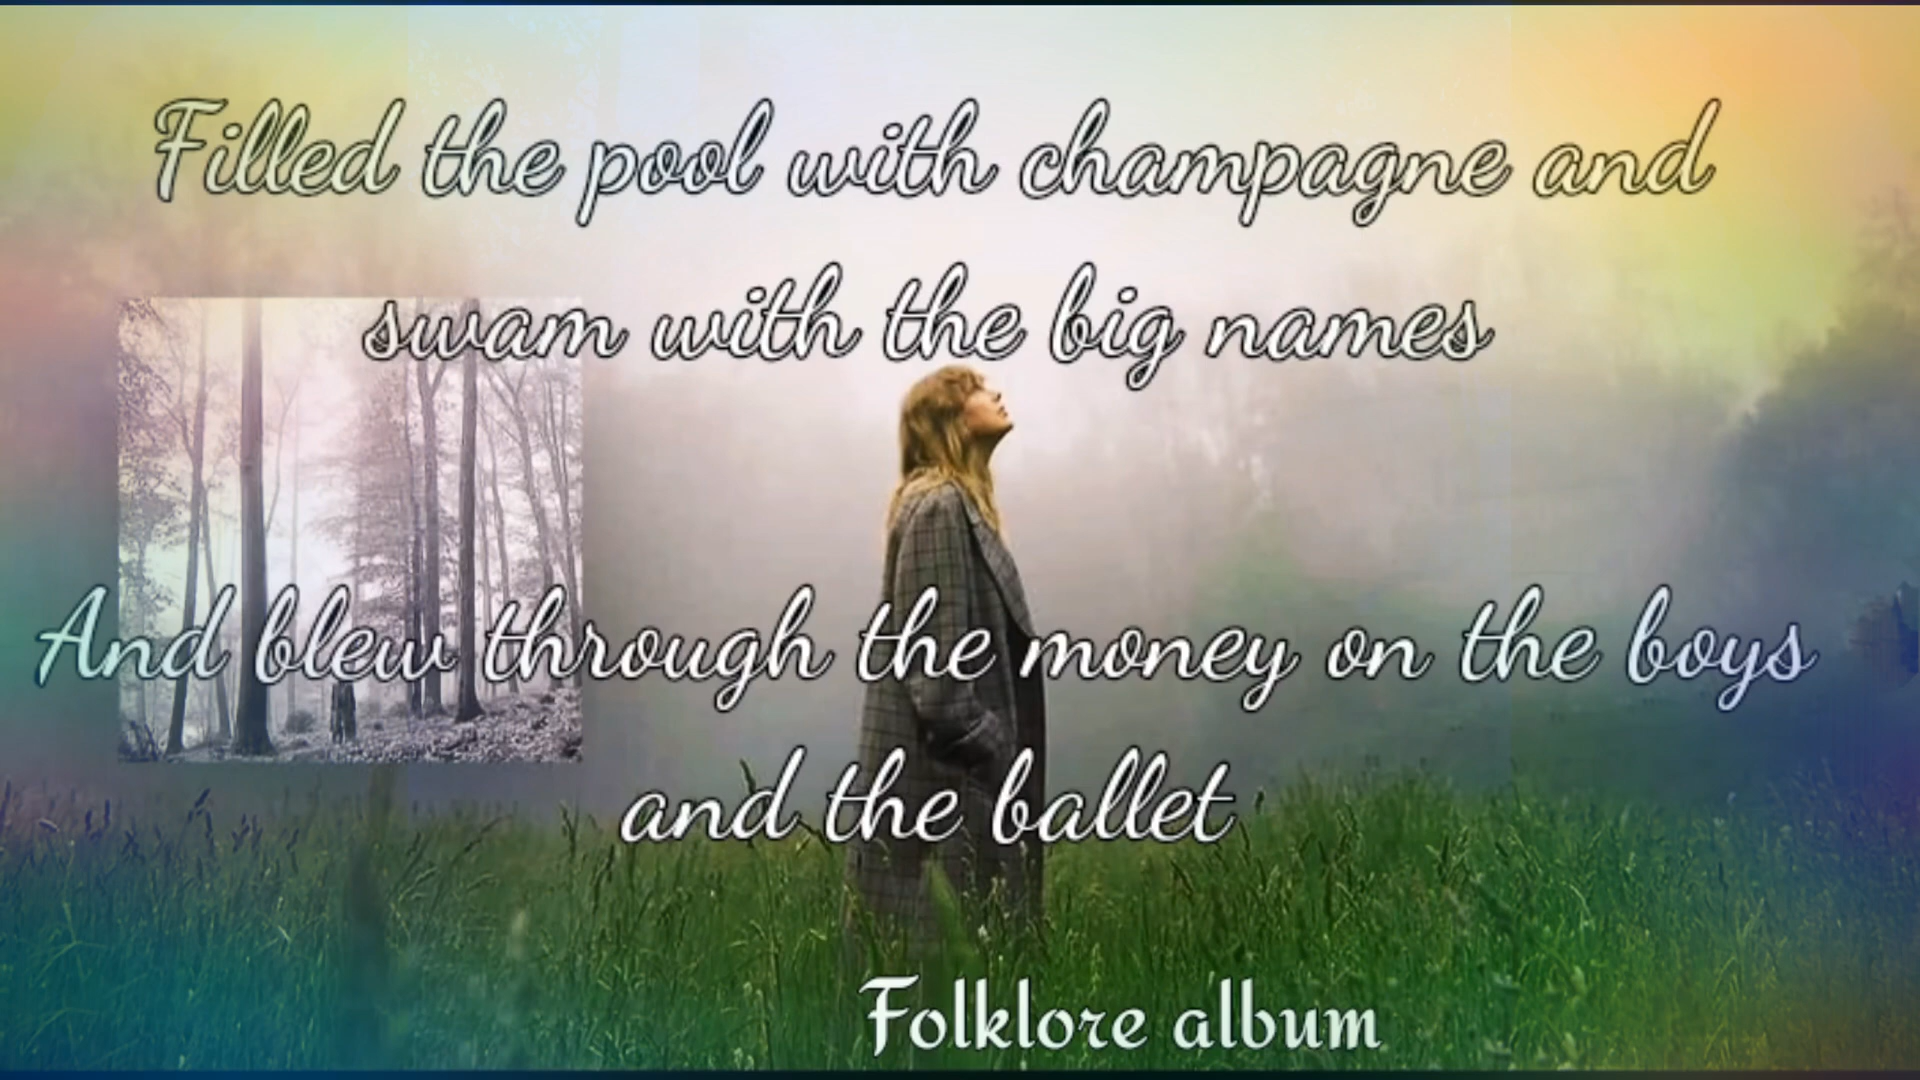 Filled the pool with champagne and
swam with the big names
And blew through the money on the boys
and the ballet
Folklore album